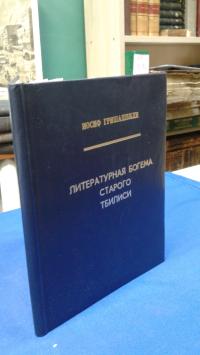 ИОСИФ ГРИШАШВИЛИ
ЛИТЕРАТУРНАЯ БОГЕМА
СТАРОГО
ТБИЛИСИ